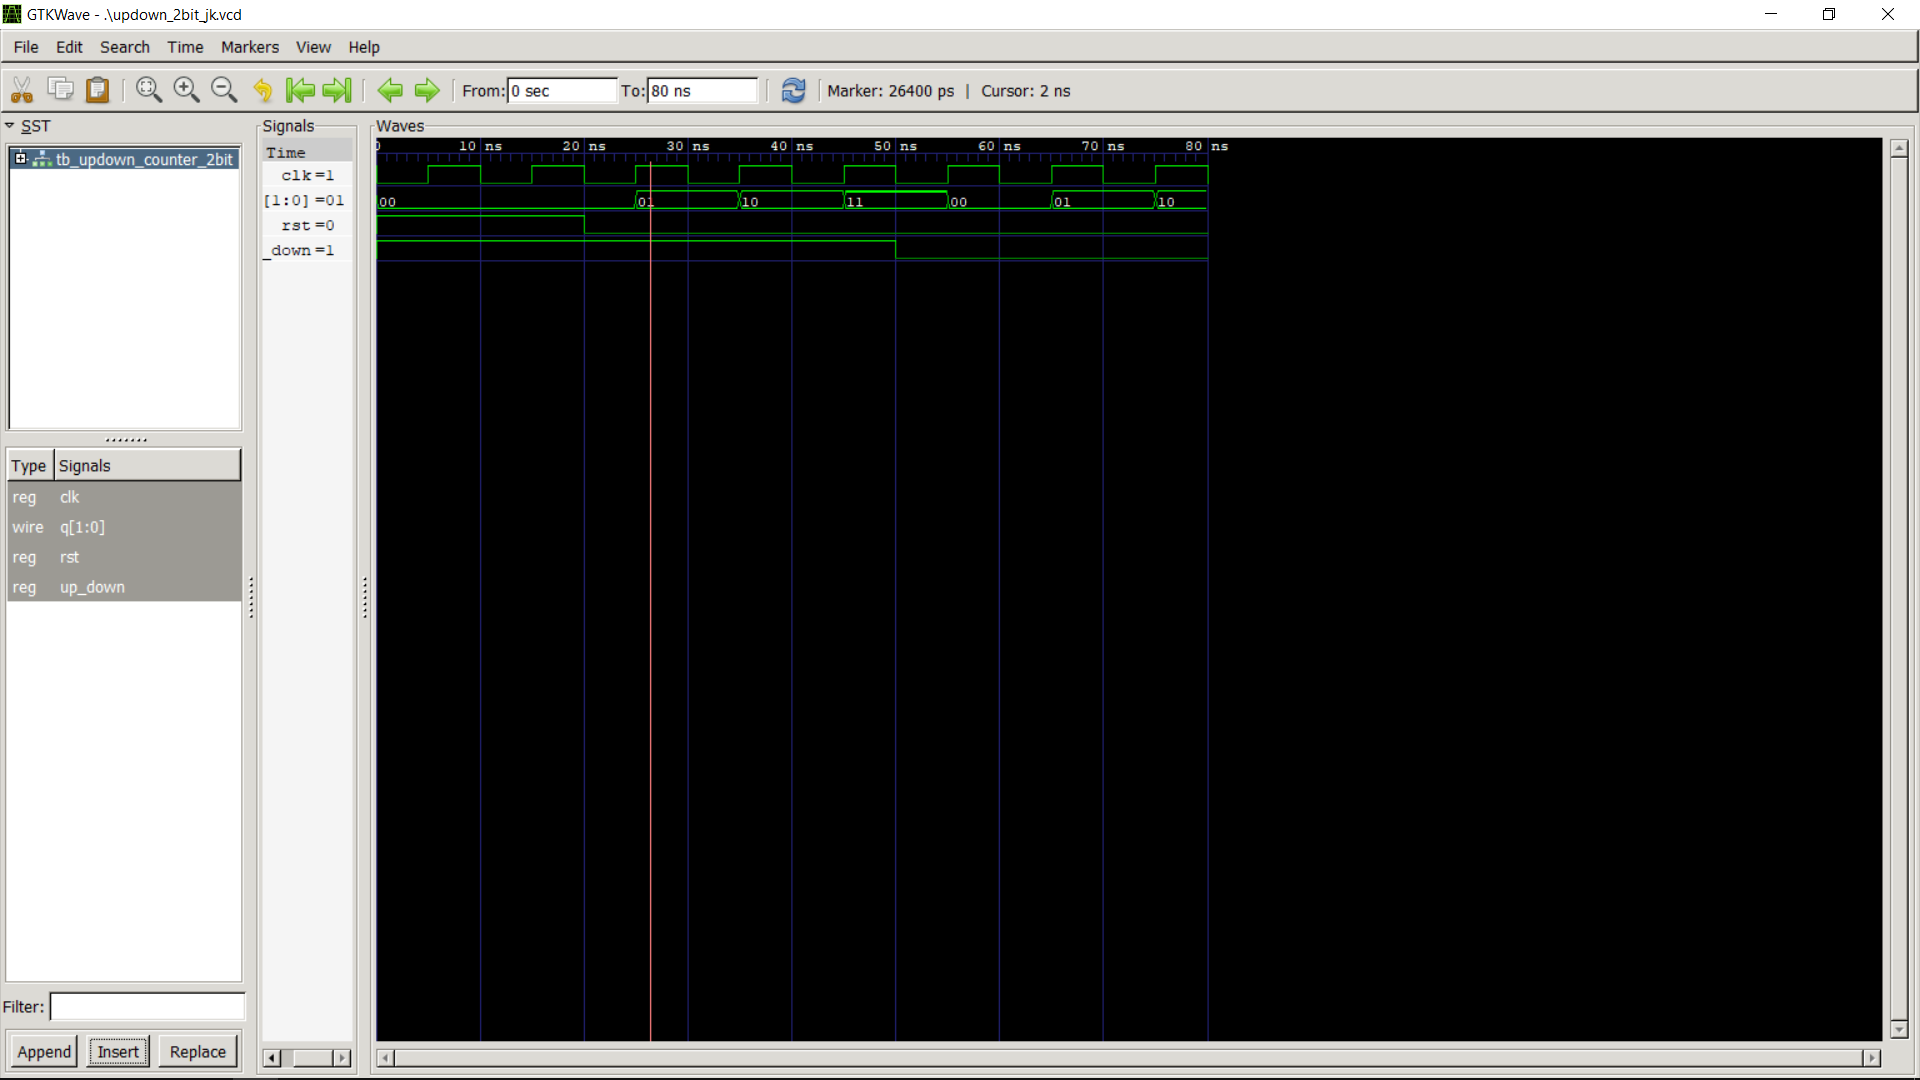 GTKWave - .\updown_2bit_jk.vcd
File Edit Search Time Markers View Help
From: 0 sec To: 80 ns Marker: 26400 ps | Cursor: 2 ns
SST
tb_updown_counter_2bit
Type Signals
reg clk
wire q[1:0]
reg rst
reg up_down
Filter:
Append Insert Replace
Signals
Time
clk=1
[1:0]=01
rst=0
_down=1
Waves
0 10 ns 20 ns 30 ns 40 ns 50 ns 60 ns 70 ns 80 ns
00 01 10 11 00 01 10